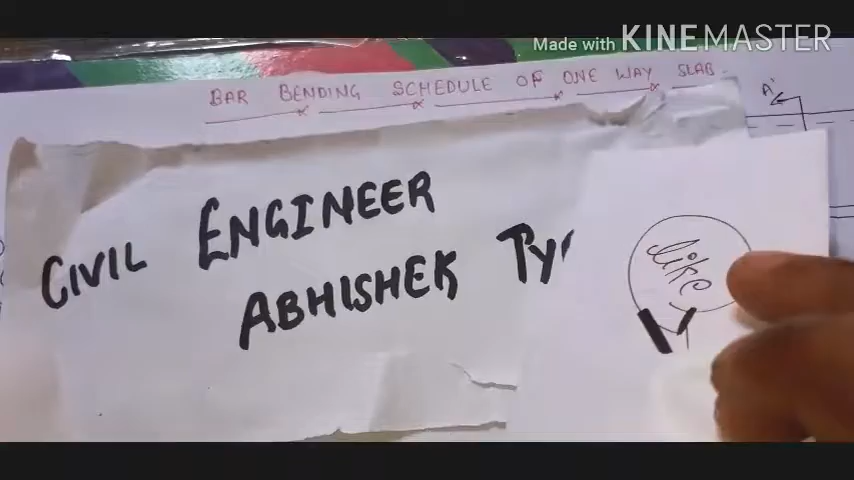 Made with KINEMASTER
BAR BENDING SCHEDULE OF ONE WAY SLAB
A'
CIVIL ENGINEER
ABHISHEK
like